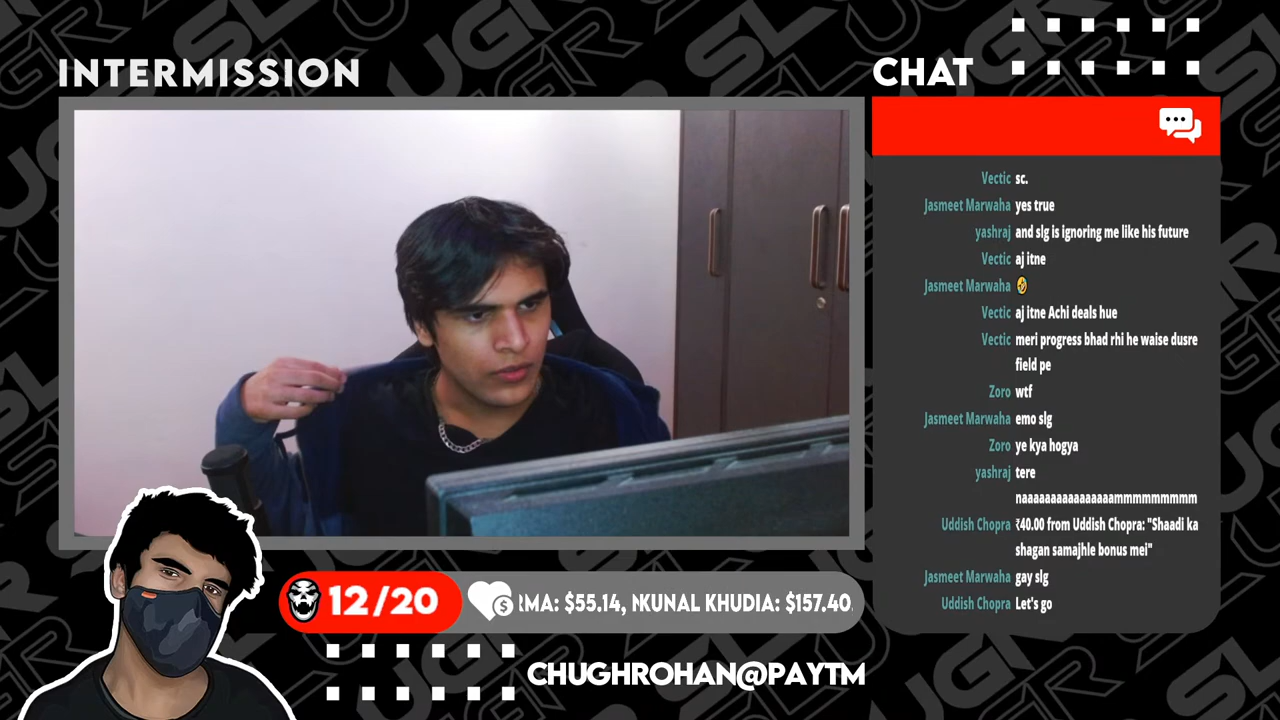 INTERMISSION
CHAT
Vectic sc.
Jasmeet Marwaha yes true
yashraj and slg is ignoring me like his future
Vectic aj itne
Jasmeet Marwaha 🤣
Vectic aj itne Achi deals hue
Vectic meri progress bhad rhi he waise dusre
field pe
Zoro wtf
Jasmeet Marwaha emo slg
Zoro ye kya hogya
yashraj tere
naaaaaaaaaaaaaaammmmmmmmm
Uddish Chopra ₹40.00 from Uddish Chopra: "Shaadi ka
shagan samajhle bonus mei"
Jasmeet Marwaha gay slg
Uddish Chopra Let's go
12/20
RMA: $55.14, NKUNAL KHUDIA: $157.40
CHUGHROHAN@PAYTM